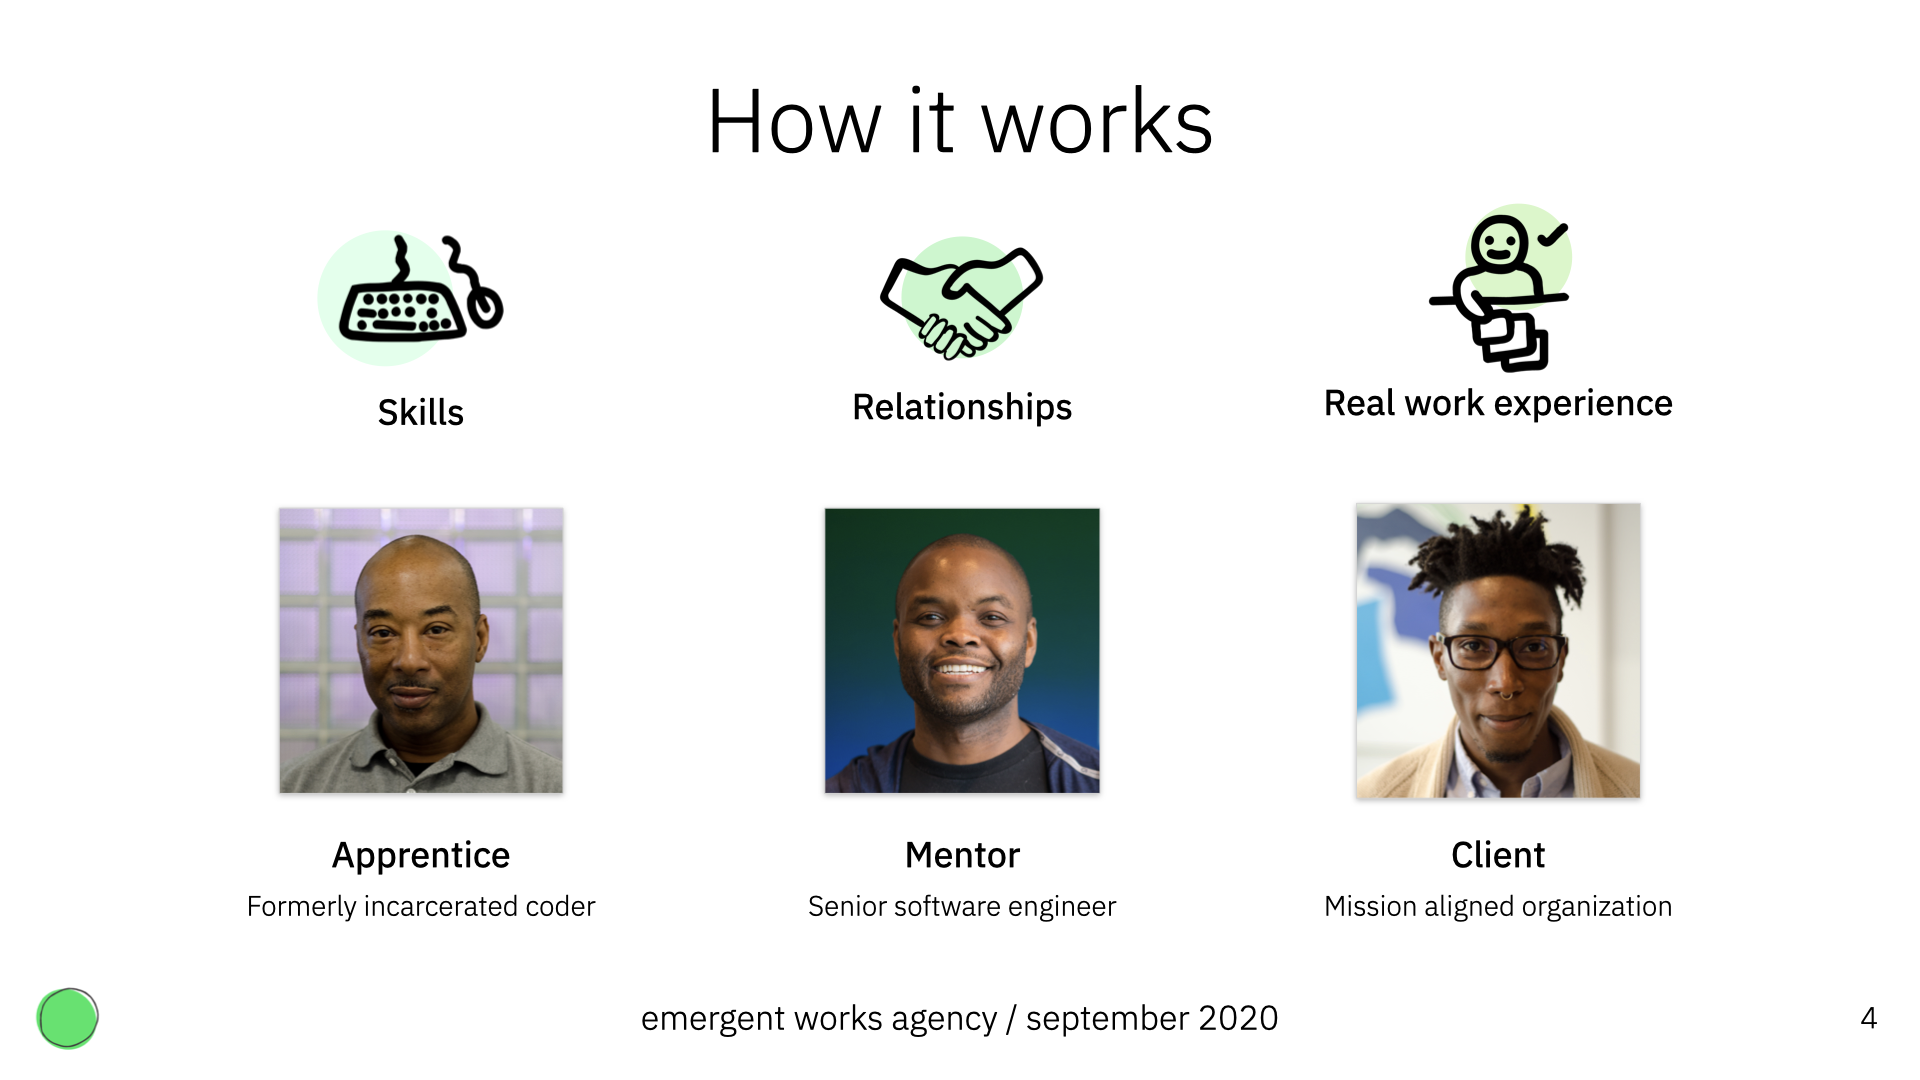 How it works
Skills
Relationships
Real work experience
Apprentice
Formerly incarcerated coder
Mentor
Senior software engineer
Client
Mission aligned organization
emergent works agency / september 2020
4